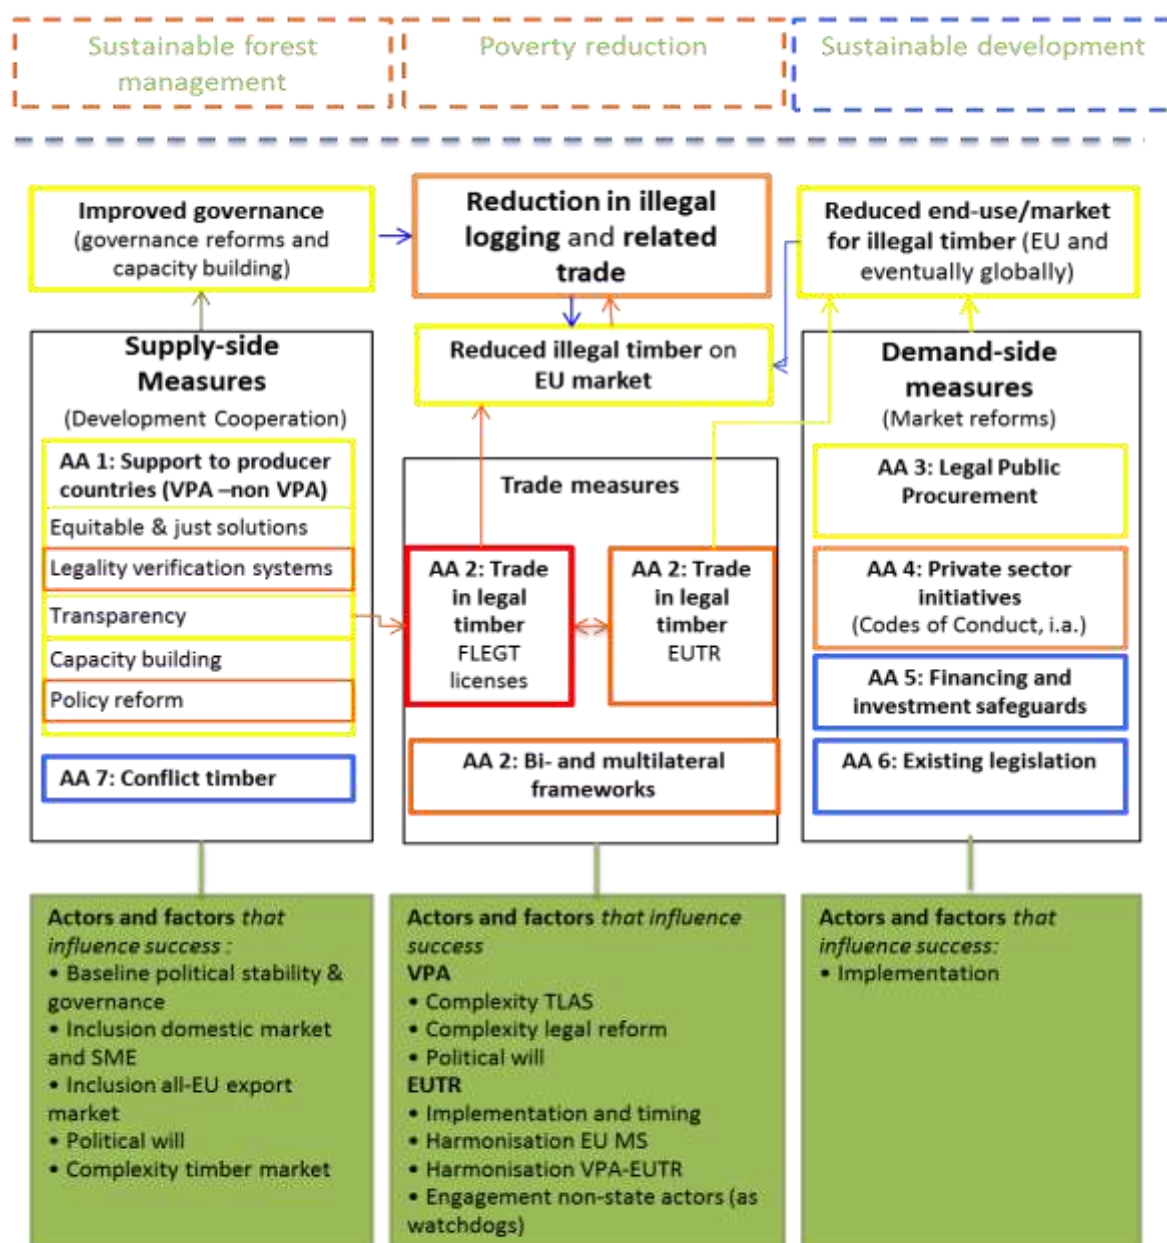 Sustainable forest
management
Poverty reduction
Sustainable development
Improved governance
(governance reforms and
capacity building)
Reduction in illegal
logging and related
trade
Reduced end-use/market
for illegal timber (EU and
eventually globally)
Reduced illegal timber on
EU market
Supply-side
Measures
(Development Cooperation)
AA 1: Support to producer
countries (VPA –non VPA)
Equitable & just solutions
Legality verification systems
Transparency
Capacity building
Policy reform
AA 7: Conflict timber
Trade measures
AA 2: Trade
in legal
timber
FLEGT
licenses
AA 2: Trade
in legal
timber
EUTR
AA 2: Bi- and multilateral
frameworks
Demand-side
measures
(Market reforms)
AA 3: Legal Public
Procurement
AA 4: Private sector
initiatives
(Codes of Conduct, i.a.)
AA 5: Financing and
investment safeguards
AA 6: Existing legislation
Actors and factors that
influence success :
• Baseline political stability &
governance
• Inclusion domestic market
and SME
• Inclusion all-EU export
market
• Political will
• Complexity timber market
Actors and factors that influence
success
VPA
• Complexity TLAS
• Complexity legal reform
• Political will
EUTR
• Implementation and timing
• Harmonisation EU MS
• Harmonisation VPA-EUTR
• Engagement non-state actors (as
watchdogs)
Actors and factors that
influence success:
• Implementation